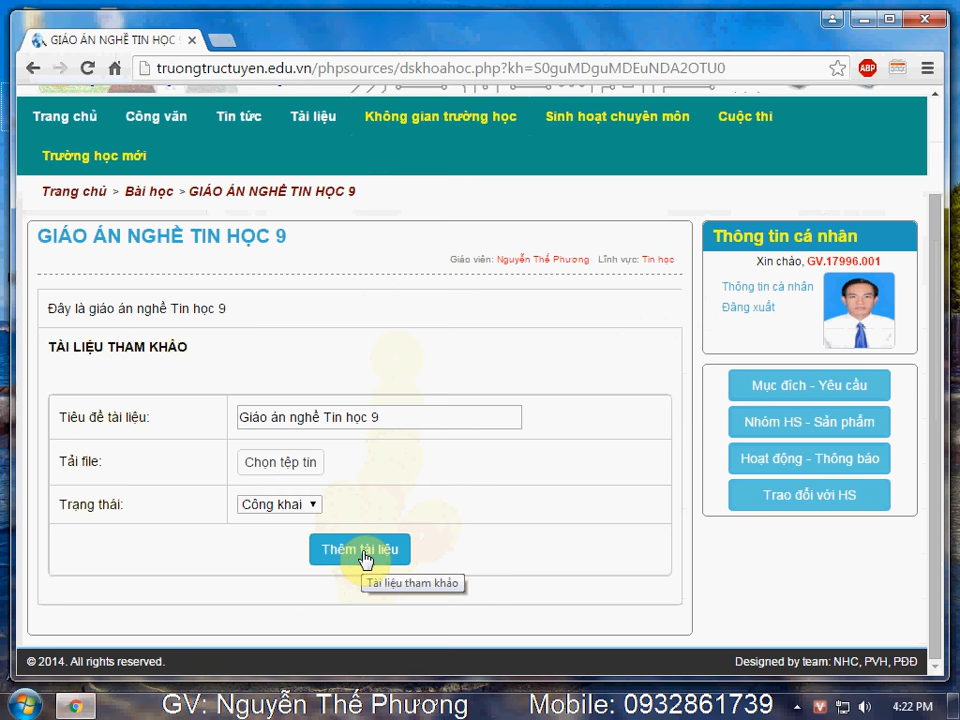 GIÁO ÁN NGHỀ TIN HỌC 9
truongtructuyen.edu.vn/phpsources/dskhoahoc.php?kh=S0guMDguMDEuNDA2OTU0
ABP
Trang chủ Công văn Tin tức Tài liệu Không gian trường học Sinh hoạt chuyên môn Cuộc thi
Trường học mới
Trang chủ > Bài học > GIÁO ÁN NGHỀ TIN HỌC 9
GIÁO ÁN NGHỀ TIN HỌC 9
Giáo viên: Nguyễn Thế Phương Lĩnh vực: Tin học
Đây là giáo án nghề Tin học 9
TÀI LIỆU THAM KHẢO
Tiêu đề tài liệu: Giáo án nghề Tin học 9
Tải file: Chọn tệp tin
Trạng thái: Công khai
Thêm tài liệu
Tài liệu tham khảo
Thông tin cá nhân
Xin chào, GV.17996.001
Thông tin cá nhân
Đăng xuất
Mục đích - Yêu cầu
Nhóm HS - Sản phẩm
Hoạt động - Thông báo
Trao đổi với HS
© 2014. All rights reserved. Designed by team: NHC, PVH, PĐĐ
GV: Nguyễn Thế Phương Mobile: 0932861739
4:22 PM